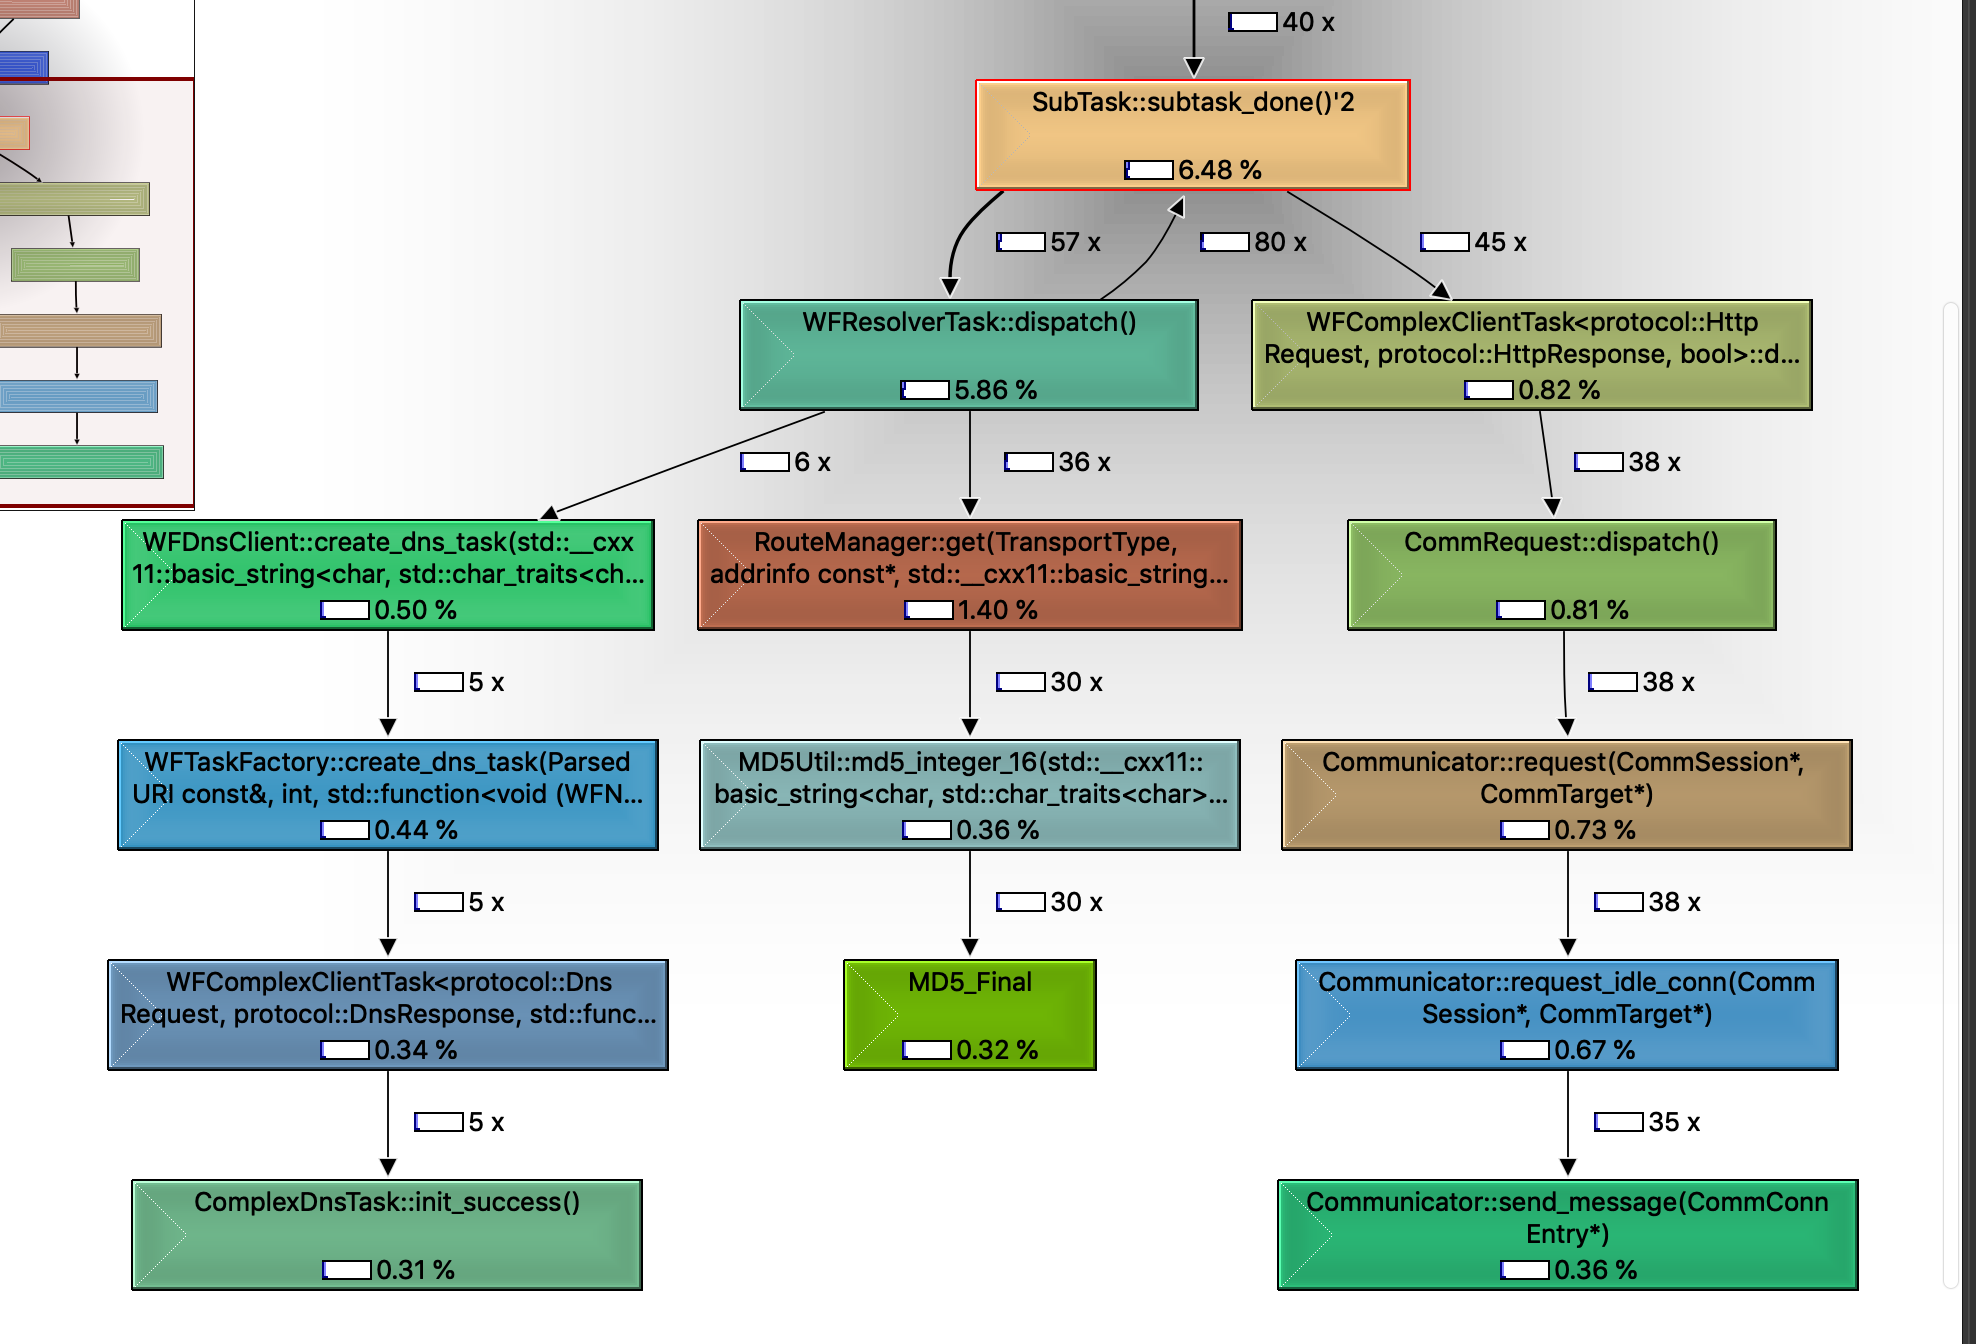 40 x
SubTask::subtask_done()'2
6.48 %
57 x
80 x
45 x
WFResolverTask::dispatch()
5.86 %
WFComplexClientTask<protocol::Http
Request, protocol::HttpResponse, bool>::d...
0.82 %
6 x
36 x
38 x
WFDnsClient::create_dns_task(std::__cxx
11::basic_string<char, std::char_traits<ch...
0.50 %
RouteManager::get(TransportType,
addrinfo const*, std::__cxx11::basic_string...
1.40 %
CommRequest::dispatch()
0.81 %
5 x
30 x
38 x
WFTaskFactory::create_dns_task(Parsed
URI const&, int, std::function<void (WFN...
0.44 %
MD5Util::md5_integer_16(std::__cxx11::
basic_string<char, std::char_traits<char>...
0.36 %
Communicator::request(CommSession*,
CommTarget*)
0.73 %
5 x
30 x
38 x
WFComplexClientTask<protocol::Dns
Request, protocol::DnsResponse, std::func...
0.34 %
MD5_Final
0.32 %
Communicator::request_idle_conn(Comm
Session*, CommTarget*)
0.67 %
5 x
35 x
ComplexDnsTask::init_success()
0.31 %
Communicator::send_message(CommConn
Entry*)
0.36 %